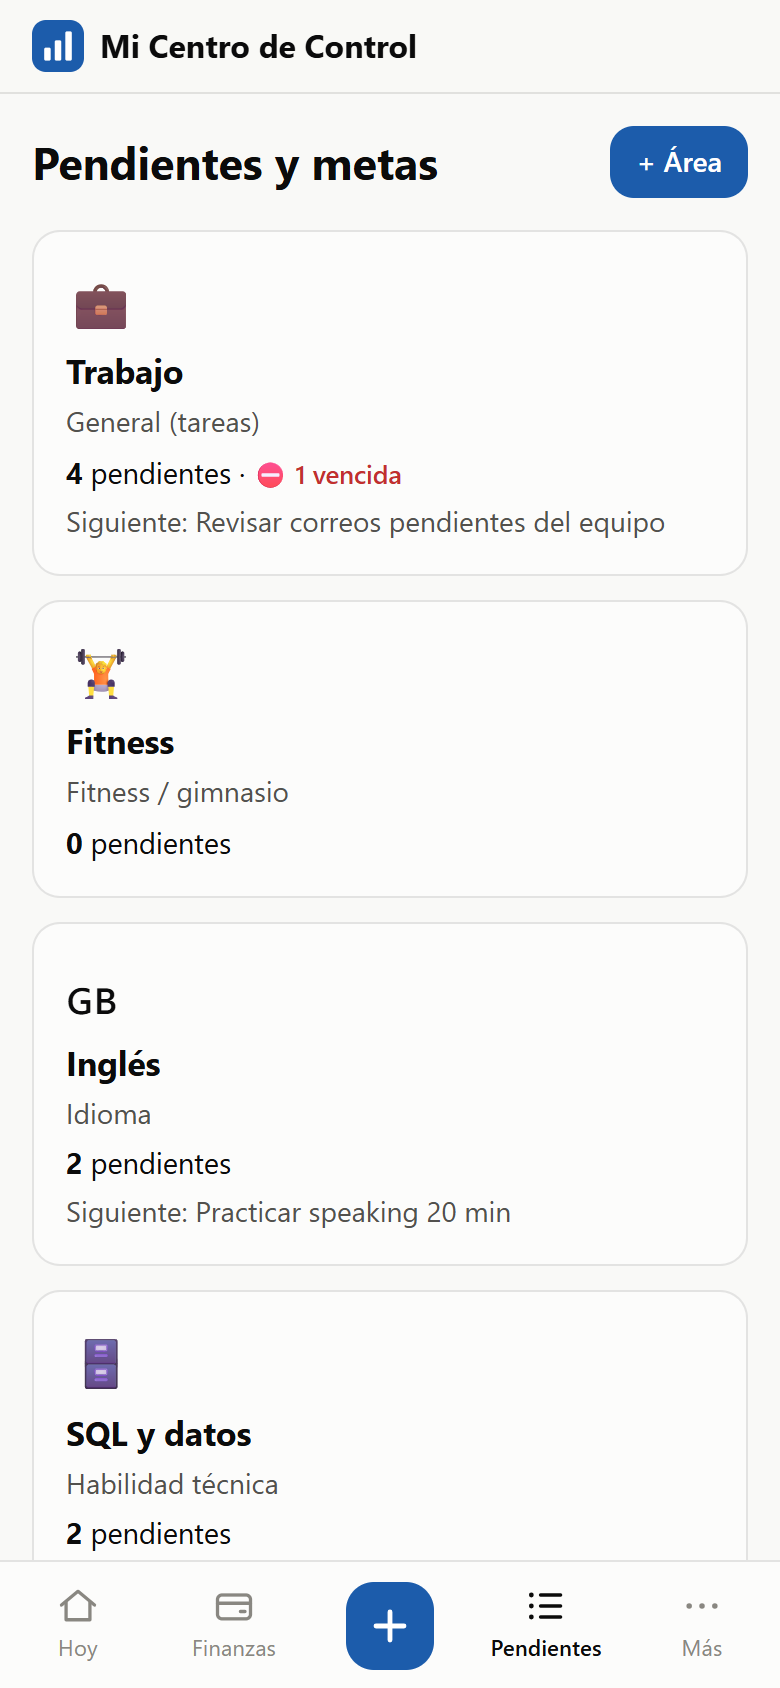 Mi Centro de Control
Pendientes y metas
+ Área
Trabajo
General (tareas)
4 pendientes · ⛔ 1 vencida
Siguiente: Revisar correos pendientes del equipo
Fitness
Fitness / gimnasio
0 pendientes
GB
Inglés
Idioma
2 pendientes
Siguiente: Practicar speaking 20 min
SQL y datos
Habilidad técnica
2 pendientes
Hoy
Finanzas
Pendientes
Más